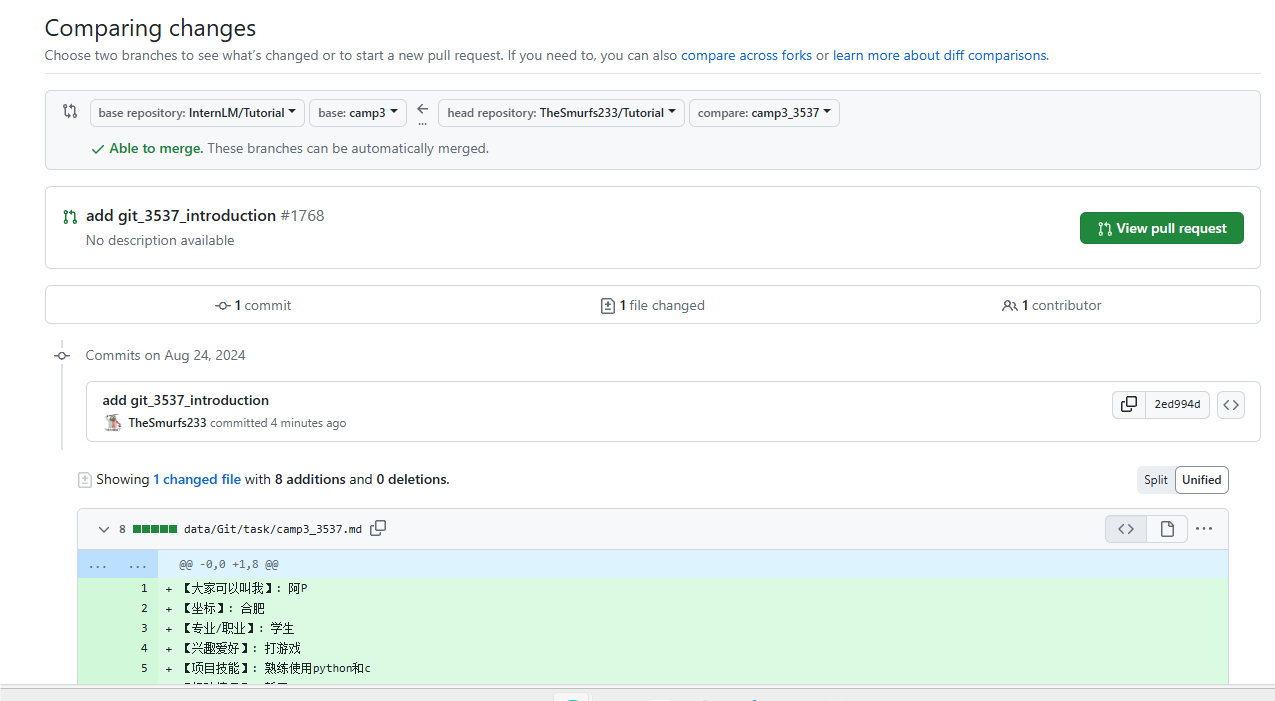 Comparing changes
Choose two branches to see what's changed or to start a new pull request. If you need to, you can also compare across forks or learn more about diff comparisons.
base repository: InternLM/Tutorial base: camp3 ... head repository: TheSmurfs233/Tutorial compare: camp3_3537
Able to merge. These branches can be automatically merged.
add git_3537_introduction #1768
No description available
View pull request
1 commit 1 file changed 1 contributor
Commits on Aug 24, 2024
add git_3537_introduction
TheSmurfs233 committed 4 minutes ago
2ed994d
Showing 1 changed file with 8 additions and 0 deletions.
Split Unified
8 data/Git/task/camp3_3537.md ...
... ... @@ -0,0 +1,8 @@
1 + 【大家可以叫我】: 阿P
2 + 【坐标】: 合肥
3 + 【专业/职业】: 学生
4 + 【兴趣爱好】: 打游戏
5 + 【项目技能】: 熟练使用python和c